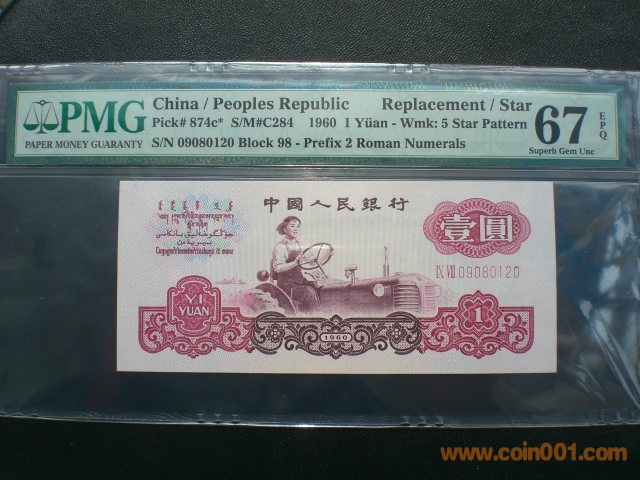 PMG
PAPER MONEY GUARANTY
China / Peoples Republic Replacement / Star
Pick# 874c* S/M#C284 1960 1 Yüan - Wmk: 5 Star Pattern
S/N 09080120 Block 98 - Prefix 2 Roman Numerals
67
EPQ
Superb Gem Unc
中國人民銀行
壹圓
IX VIII 09080120
YI
YUAN
1960
1
www.coin001.com